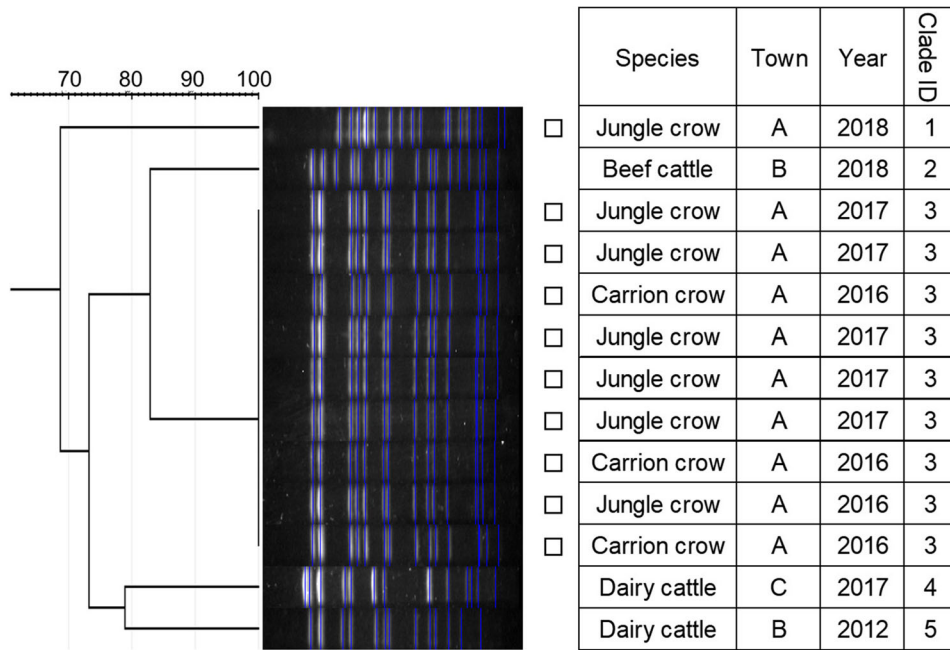 70 80 90 100
Species Town Year Clade ID
Jungle crow A 2018 1
Beef cattle B 2018 2
Jungle crow A 2017 3
Jungle crow A 2017 3
Carrion crow A 2016 3
Jungle crow A 2017 3
Jungle crow A 2017 3
Jungle crow A 2017 3
Carrion crow A 2016 3
Jungle crow A 2016 3
Carrion crow A 2016 3
Dairy cattle C 2017 4
Dairy cattle B 2012 5